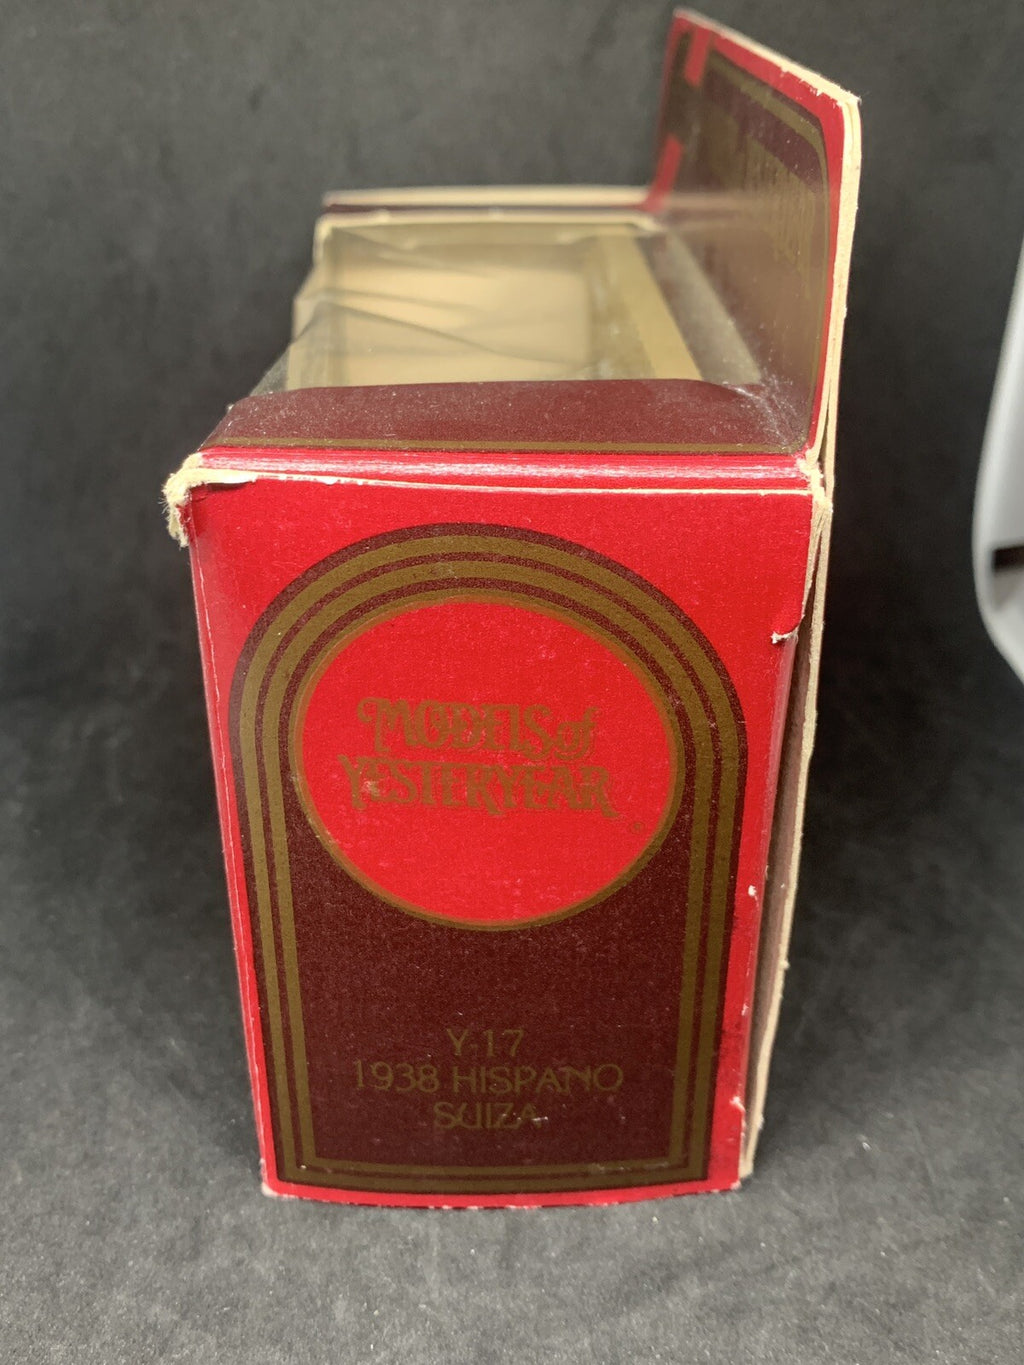 MODELS of
YESTERYEAR
®
Y-17
1938 HISPANO
SUIZA